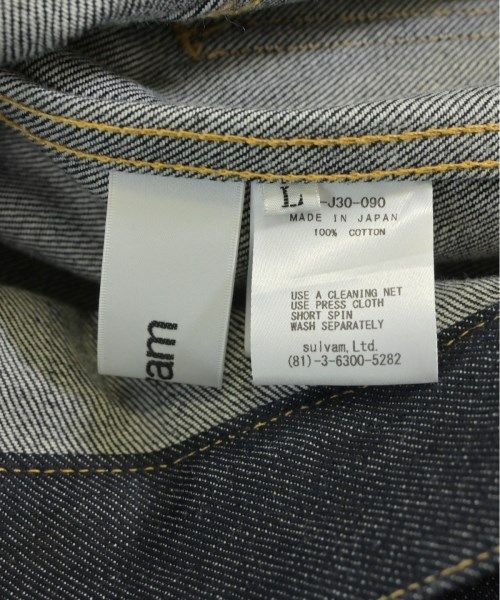 -J30-090
MADE IN JAPAN
100% COTTON
USE A CLEANING NET
USE PRESS CLOTH
SHORT SPIN
WASH SEPARATELY
sulvam, Ltd.
(81)-3-6300-5282
vam